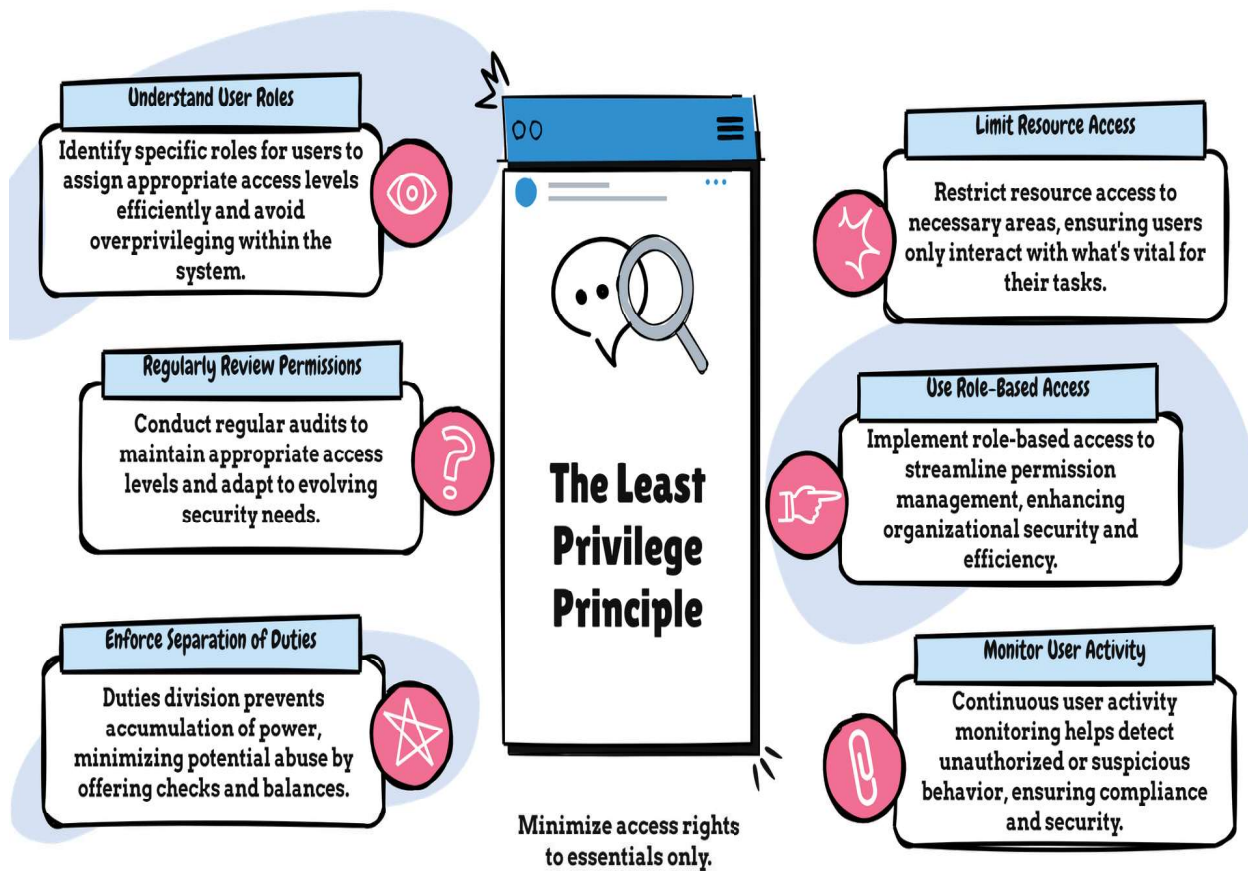 Understand User Roles
Identify specific roles for users to
assign appropriate access levels
efficiently and avoid
overprivileging within the
system.
Regularly Review Permissions
Conduct regular audits to
maintain appropriate access
levels and adapt to evolving
security needs.
Enforce Separation of Duties
Duties division prevents
accumulation of power,
minimizing potential abuse by
offering checks and balances.
The Least
Privilege
Principle
Minimize access rights
to essentials only.
Limit Resource Access
Restrict resource access to
necessary areas, ensuring users
only interact with what's vital for
their tasks.
Use Role-Based Access
Implement role-based access to
streamline permission
management, enhancing
organizational security and
efficiency.
Monitor User Activity
Continuous user activity
monitoring helps detect
unauthorized or suspicious
behavior, ensuring compliance
and security.